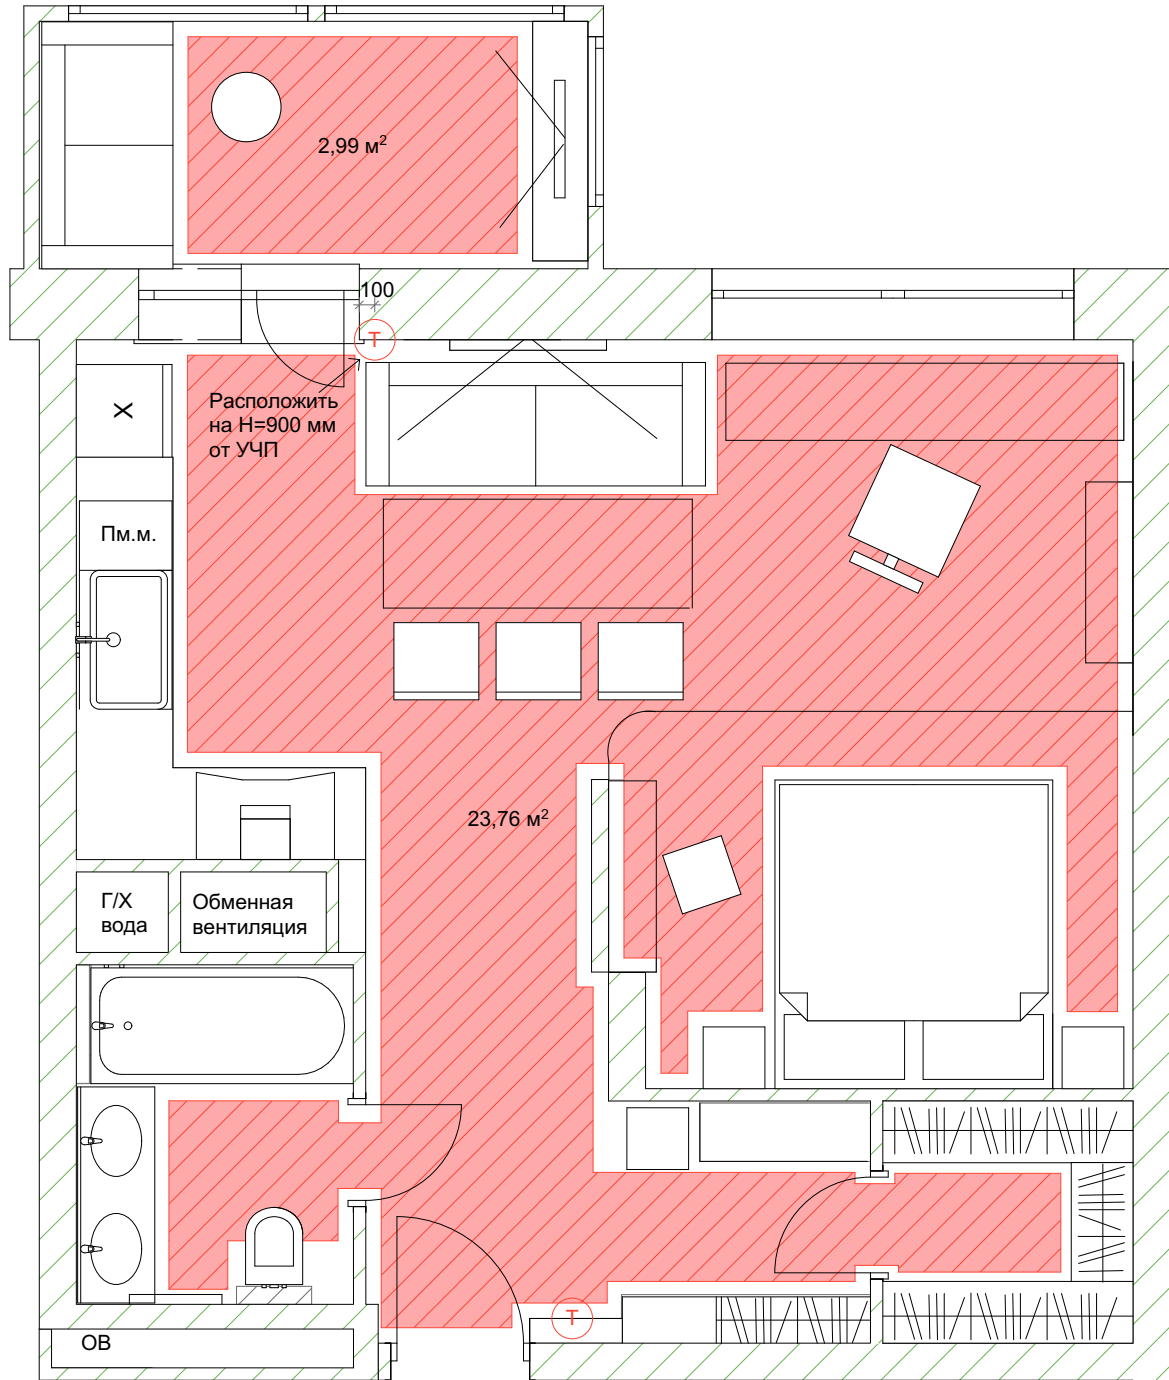 2,99 м²
100
Т
Расположить
на Н=900 мм
от УЧП
Х
Пм.м.
23,76 м²
Г/Х
вода
Обменная
вентиляция
Т
ОВ